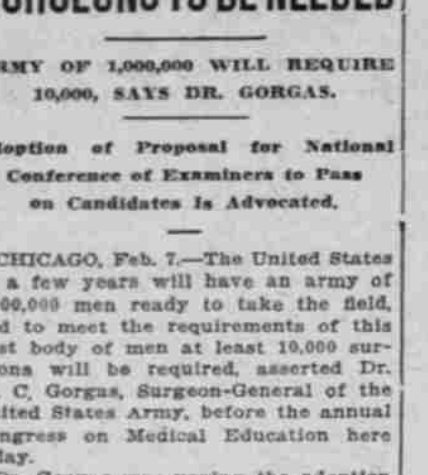 TO BE NEEDED
ARMY OF 1,000,000 WILL REQUIRE
10,000, SAYS DR. GORGAS.
of Proposal for National
Conference of Examiners to Pass
on Candidates Is Advocated.
CHICAGO, Feb. 7.—The United States
a few years will have an army of
00,000 men ready to take the field,
to meet the requirements of this
body of men at least 10,000 sur-
ons will be required, asserted Dr.
C. Gorgas, Surgeon-General of the
ited States Army, before the annual
ngress on Medical Education here
day.